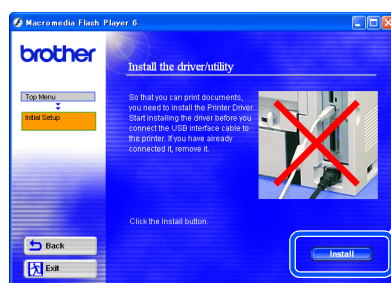 Macromedia Flash Player 6
brother
Install the driver/utility
Top Menu
Initial Setup
So that you can print documents,
you need to install the Printer Driver.
Start installing the driver before you
connect the USB interface cable to
the printer. If you have already
connected it, remove it.
Click the Install button.
Back
Exit
Install